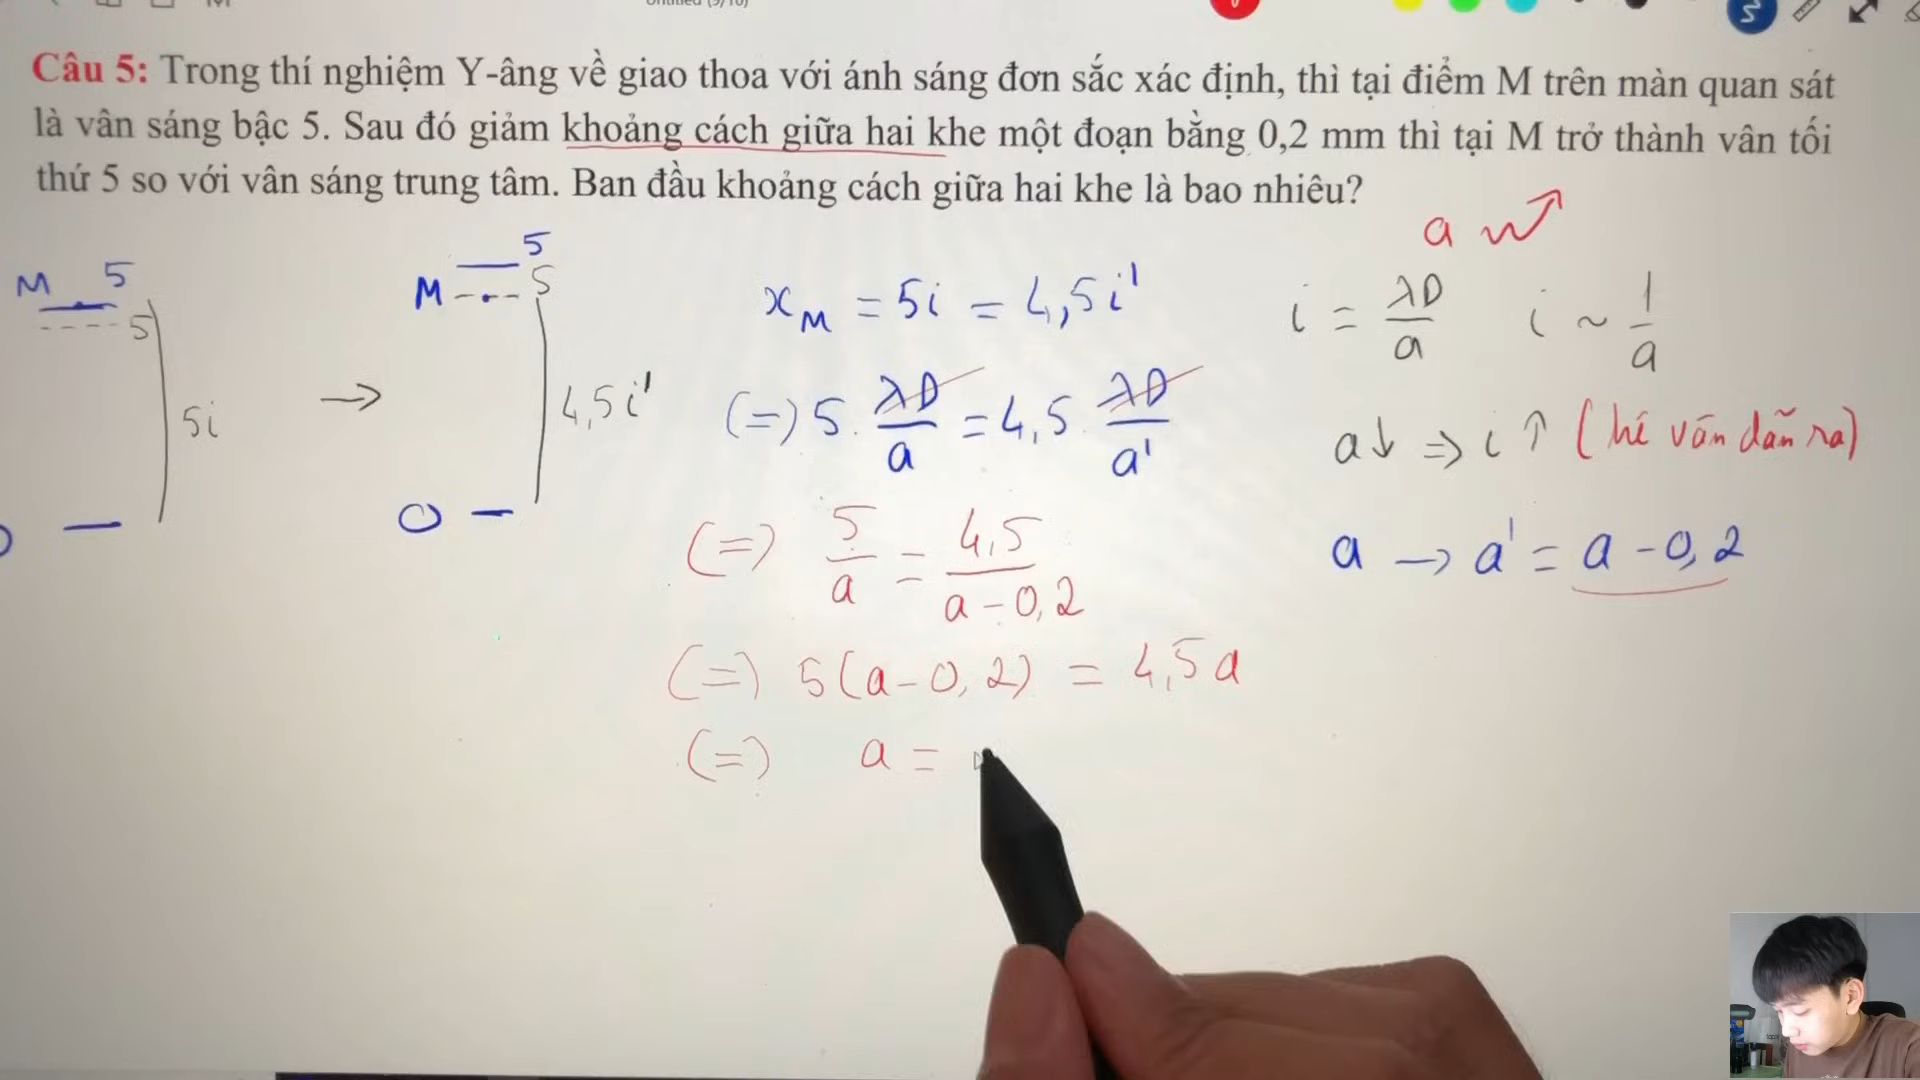 Câu 5: Trong thí nghiệm Y-âng về giao thoa với ánh sáng đơn sắc xác định, thì tại điểm M trên màn quan sát
là vân sáng bậc 5. Sau đó giảm khoảng cách giữa hai khe một đoạn bằng 0,2 mm thì tại M trở thành vân tối
thứ 5 so với vân sáng trung tâm. Ban đầu khoảng cách giữa hai khe là bao nhiêu?
M 5
5
5i
→
M 5
5
4,5i'
O
x_M = 5i = 4,5i'
(=) 5. λD/a = 4,5. λD/a'
(=) 5/a = 4,5/(a-0,2)
(=) 5(a-0,2) = 4,5a
(=) a =
a
i = λD/a i ~ 1/a
a↓ => i↑ (hệ vân dãn ra)
a → a' = a - 0,2